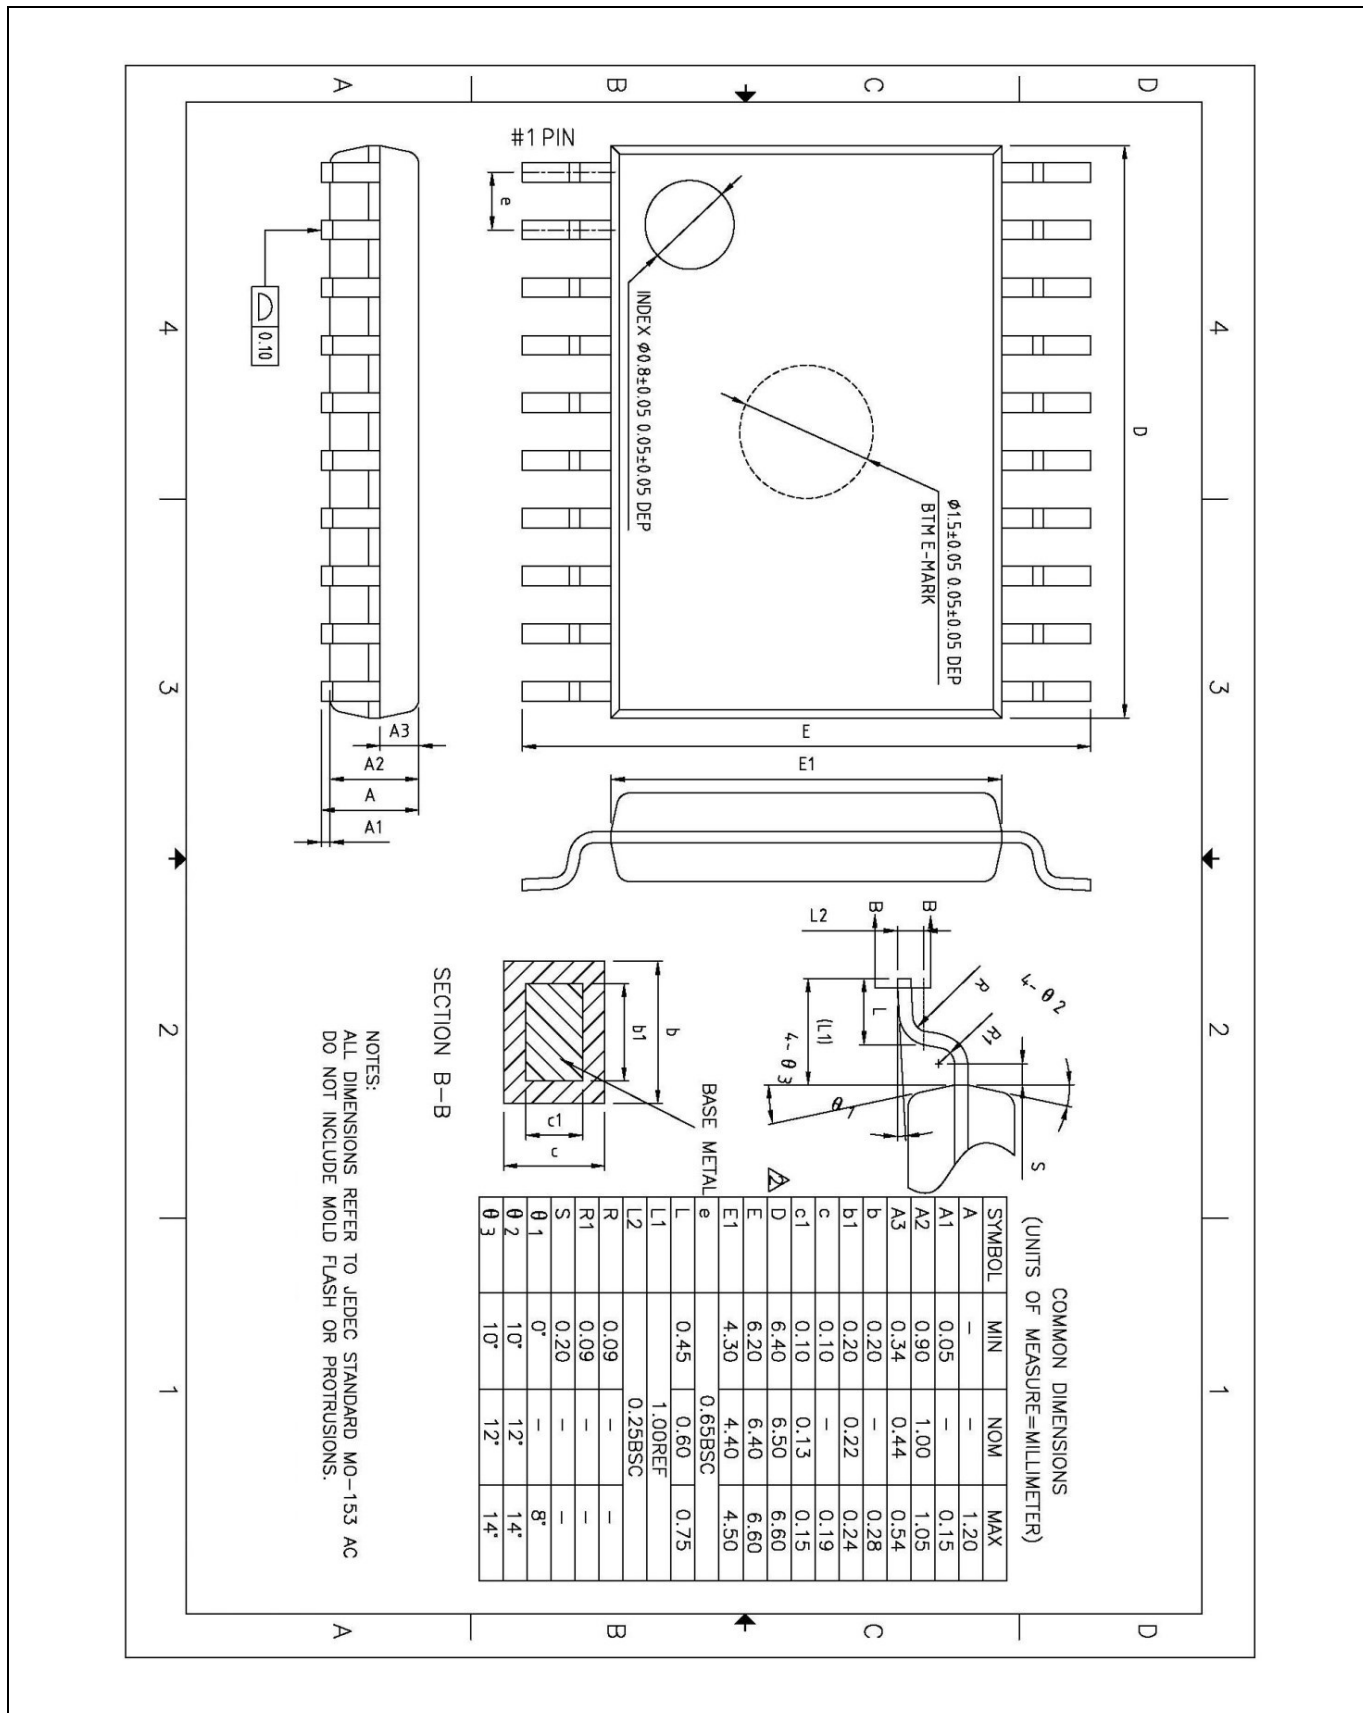 A B C D
4 3 2 1
4 3 2 1
A B C D
#1 PIN
e
0.10
INDEX Ø0.8±0.05 0.05±0.05 DEP
Ø1.5±0.05 0.05±0.05 DEP
BTM E-MARK
D
E
E1
A3
A2
A
A1
B B
L2
L
(L1)
R
R1
4-θ2
4-θ3
θ1
S
b
b1
c1
c
BASE METAL
SECTION B-B
COMMON DIMENSIONS
(UNITS OF MEASURE=MILLIMETER)
SYMBOL MIN NOM MAX
A – – 1.20
A1 0.05 – 0.15
A2 0.90 1.00 1.05
A3 0.34 0.44 0.54
b 0.20 – 0.28
b1 0.20 0.22 0.24
c 0.10 – 0.19
c1 0.10 0.13 0.15
2 D 6.40 6.50 6.60
E 6.20 6.40 6.60
E1 4.30 4.40 4.50
e 0.65BSC
L 0.45 0.60 0.75
L1 1.00REF
L2 0.25BSC
R 0.09 – –
R1 0.09 – –
S 0.20 – –
θ1 0° – 8°
θ2 10° 12° 14°
θ3 10° 12° 14°
NOTES:
ALL DIMENSIONS REFER TO JEDEC STANDARD MO-153 AC
DO NOT INCLUDE MOLD FLASH OR PROTRUSIONS.